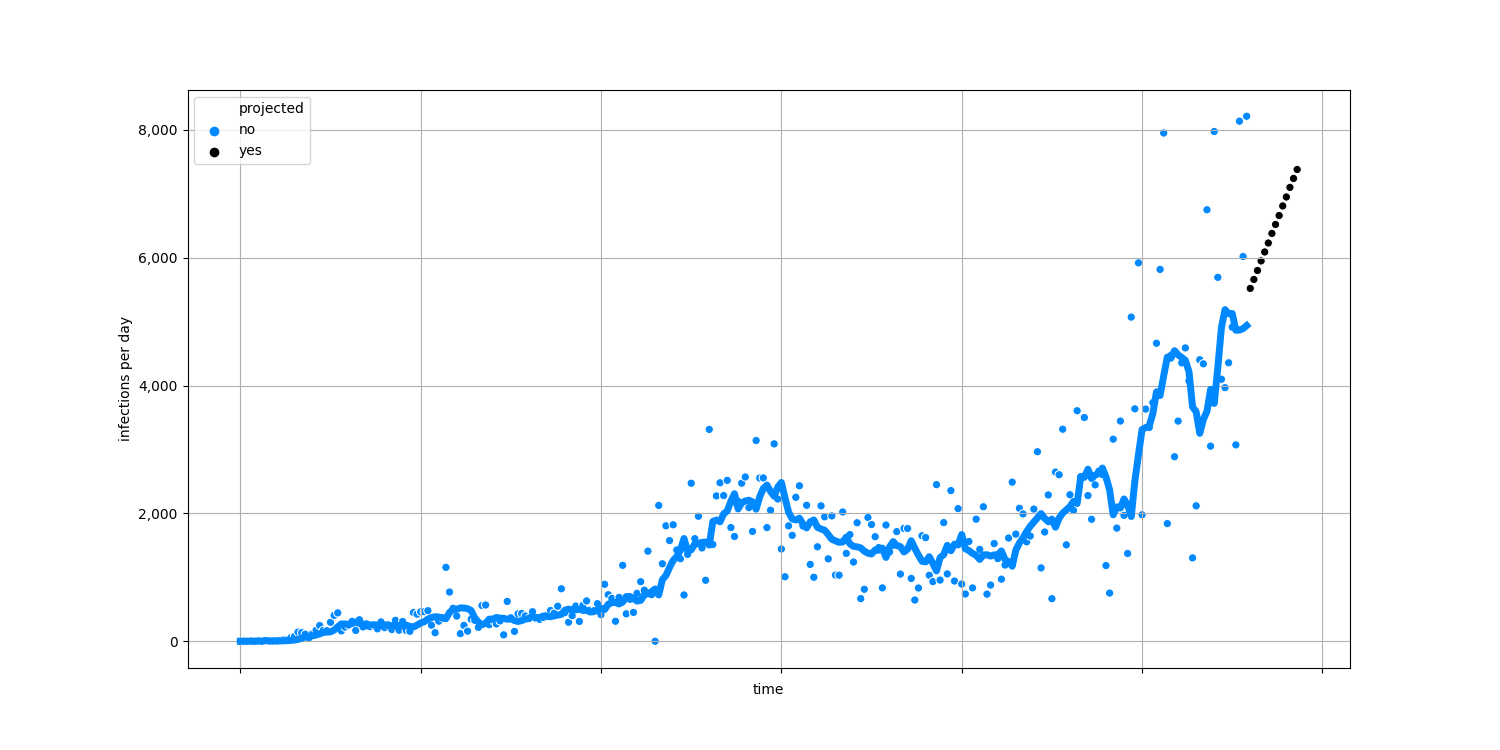 projected
no
yes
8,000
6,000
4,000
2,000
0
infections per day
time